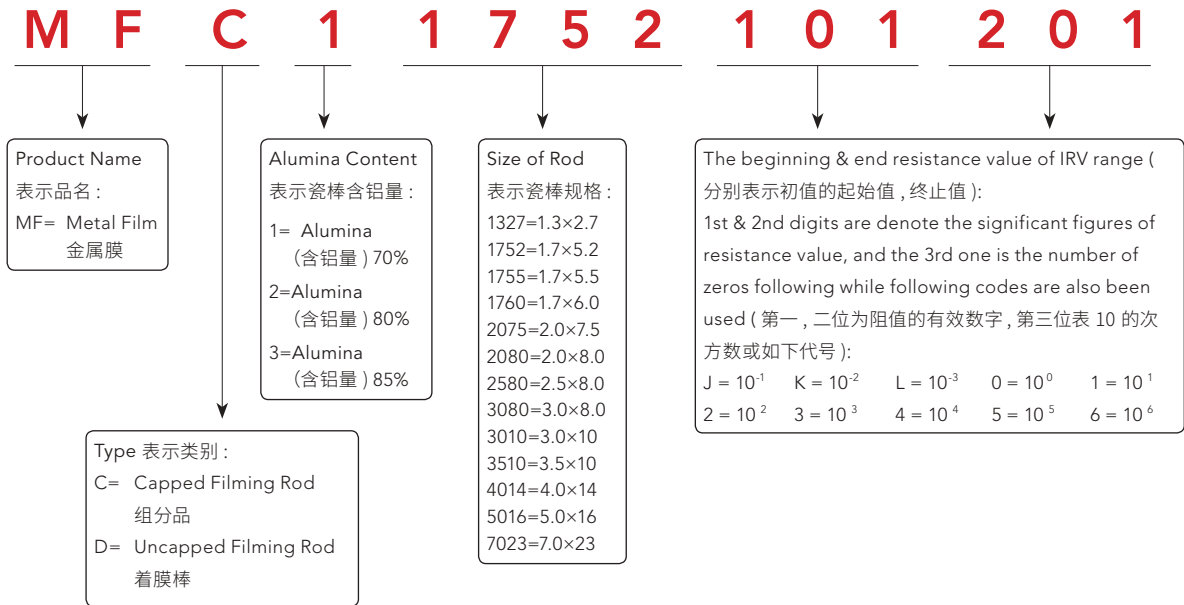 M F C 1 1 7 5 2 1 0 1 2 0 1
Product Name
表示品名 :
MF= Metal Film
金属膜
Type 表示类别 :
C= Capped Filming Rod
组分品
D= Uncapped Filming Rod
着膜棒
Alumina Content
表示瓷棒含铝量 :
1= Alumina
(含铝量 ) 70%
2=Alumina
(含铝量 ) 80%
3=Alumina
(含铝量 ) 85%
Size of Rod
表示瓷棒规格 :
1327=1.3×2.7
1752=1.7×5.2
1755=1.7×5.5
1760=1.7×6.0
2075=2.0×7.5
2080=2.0×8.0
2580=2.5×8.0
3080=3.0×8.0
3010=3.0×10
3510=3.5×10
4014=4.0×14
5016=5.0×16
7023=7.0×23
The beginning & end resistance value of IRV range (
分别表示初值的起始值 , 终止值 ):
1st & 2nd digits are denote the significant figures of
resistance value, and the 3rd one is the number of
zeros following while following codes are also been
used ( 第一 , 二位为阻值的有效数字 , 第三位表 10 的次
方数或如下代号 ):
J = 10⁻¹ K = 10⁻² L = 10⁻³ 0 = 10⁰ 1 = 10¹
2 = 10² 3 = 10³ 4 = 10⁴ 5 = 10⁵ 6 = 10⁶